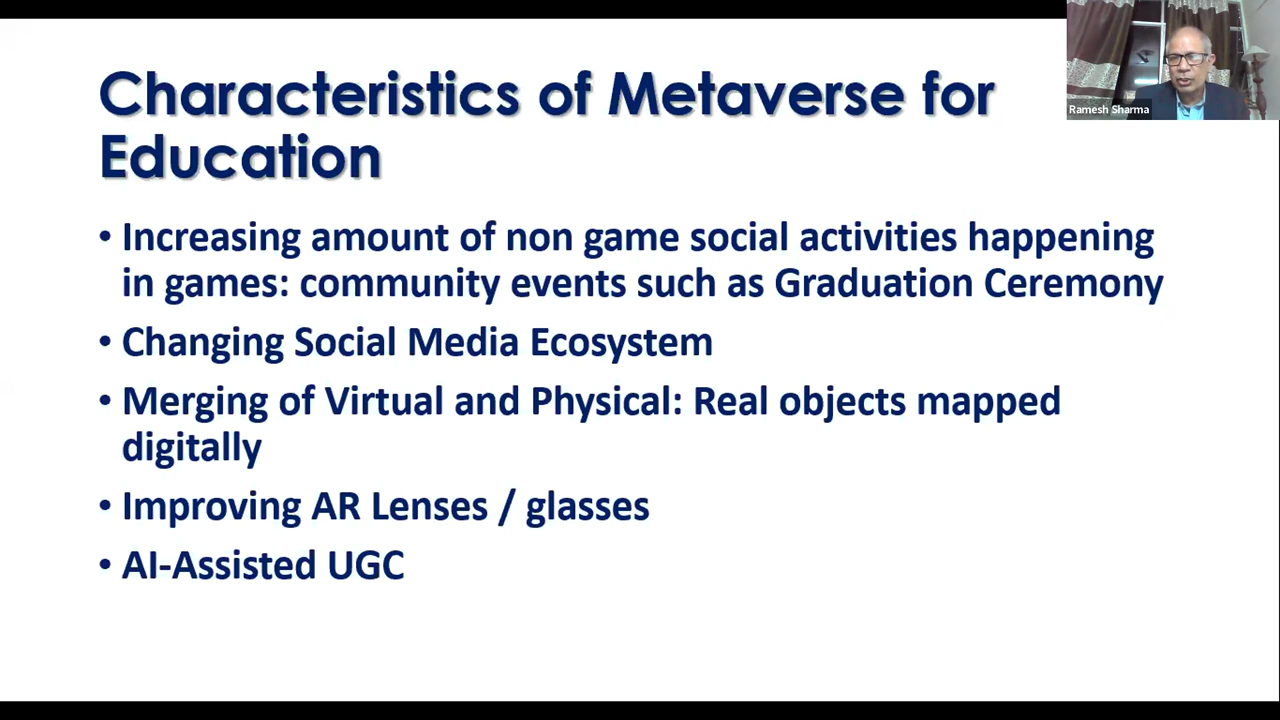 Characteristics of Metaverse for
Education
• Increasing amount of non game social activities happening
in games: community events such as Graduation Ceremony
• Changing Social Media Ecosystem
• Merging of Virtual and Physical: Real objects mapped
digitally
• Improving AR Lenses / glasses
• AI-Assisted UGC
Ramesh Sharma